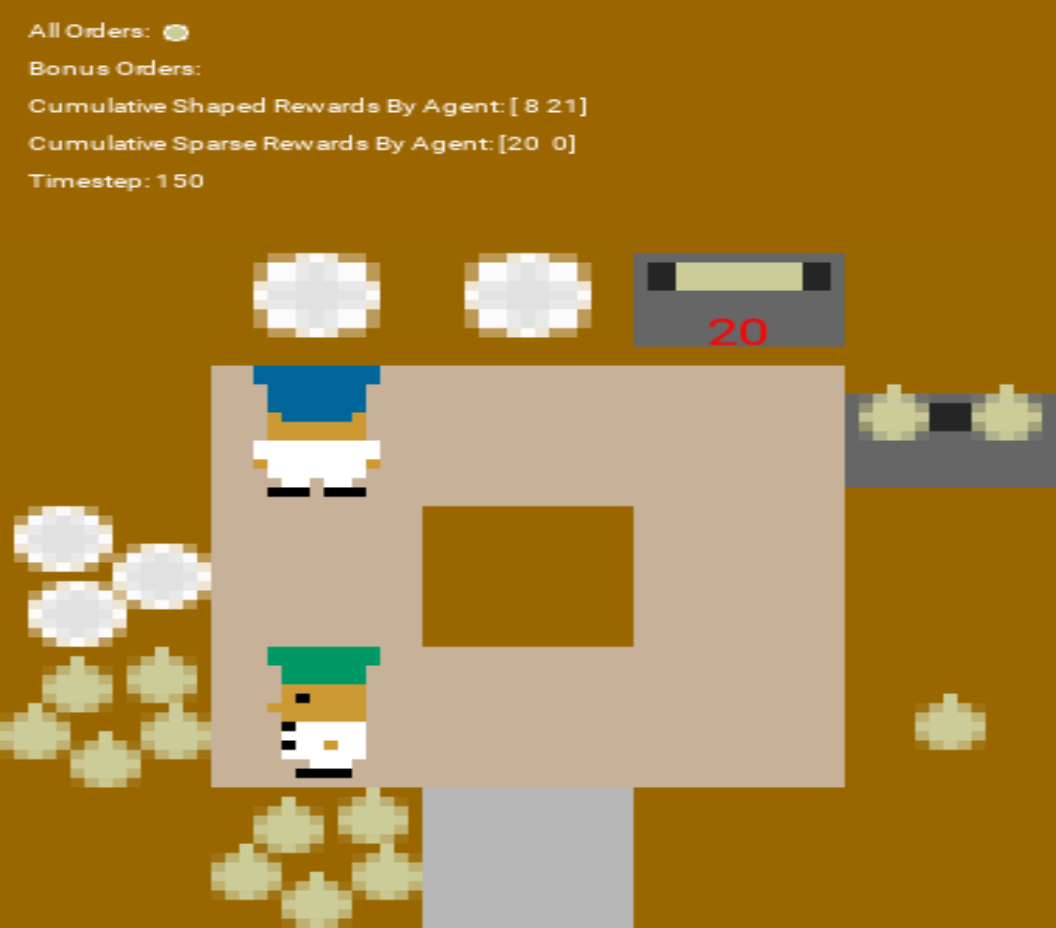 All Orders:
Bonus Orders:
Cumulative Shaped Rewards By Agent: [ 8 21]
Cumulative Sparse Rewards By Agent: [20  0]
Timestep: 150
20